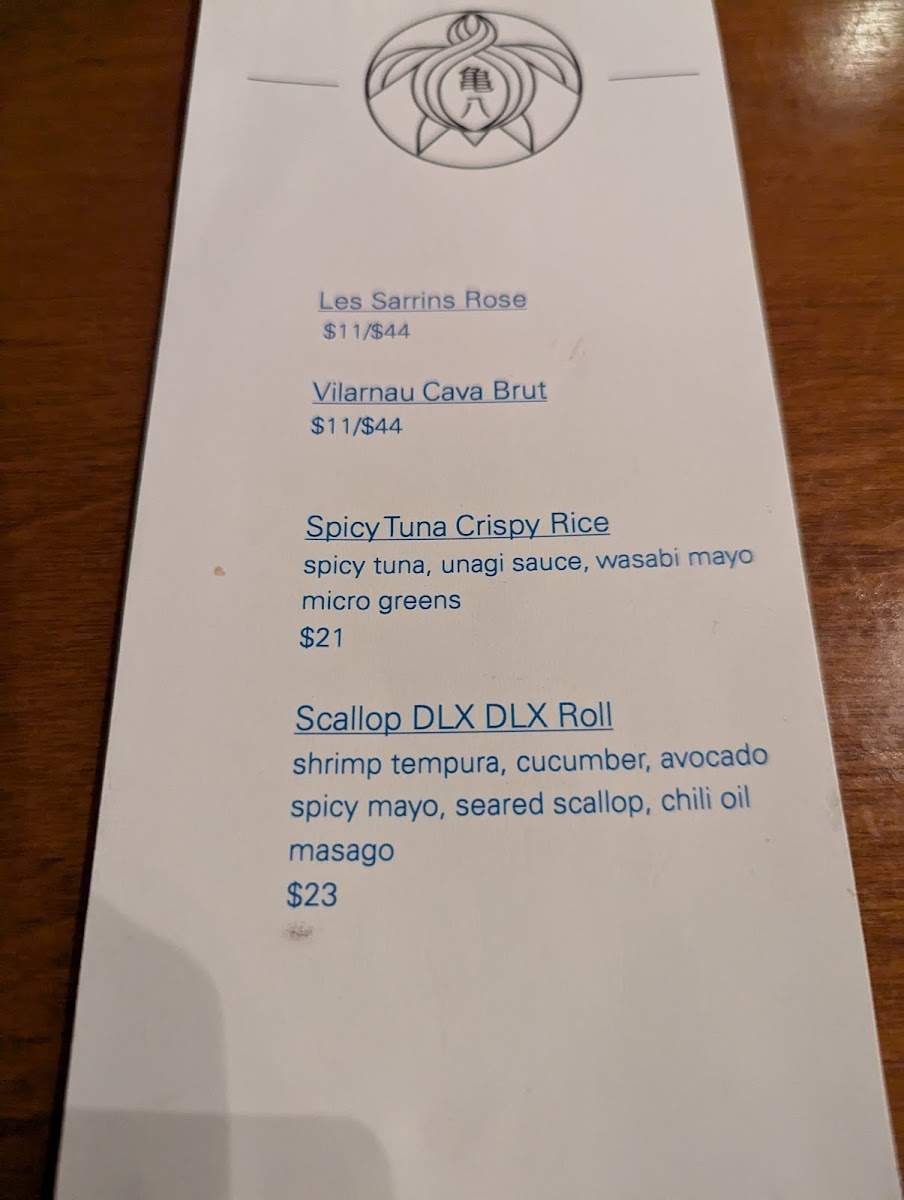 亀
八
Les Sarrins Rose
$11/$44
Vilarnau Cava Brut
$11/$44
Spicy Tuna Crispy Rice
spicy tuna, unagi sauce, wasabi mayo
micro greens
$21
Scallop DLX DLX Roll
shrimp tempura, cucumber, avocado
spicy mayo, seared scallop, chili oil
masago
$23